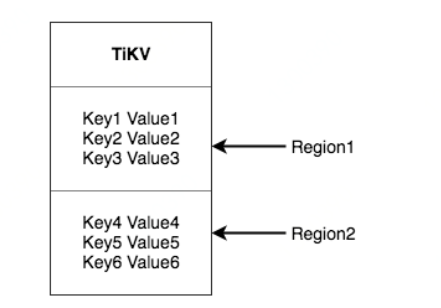 TiKV
Key1 Value1
Key2 Value2
Key3 Value3
Region1
Key4 Value4
Key5 Value5
Key6 Value6
Region2